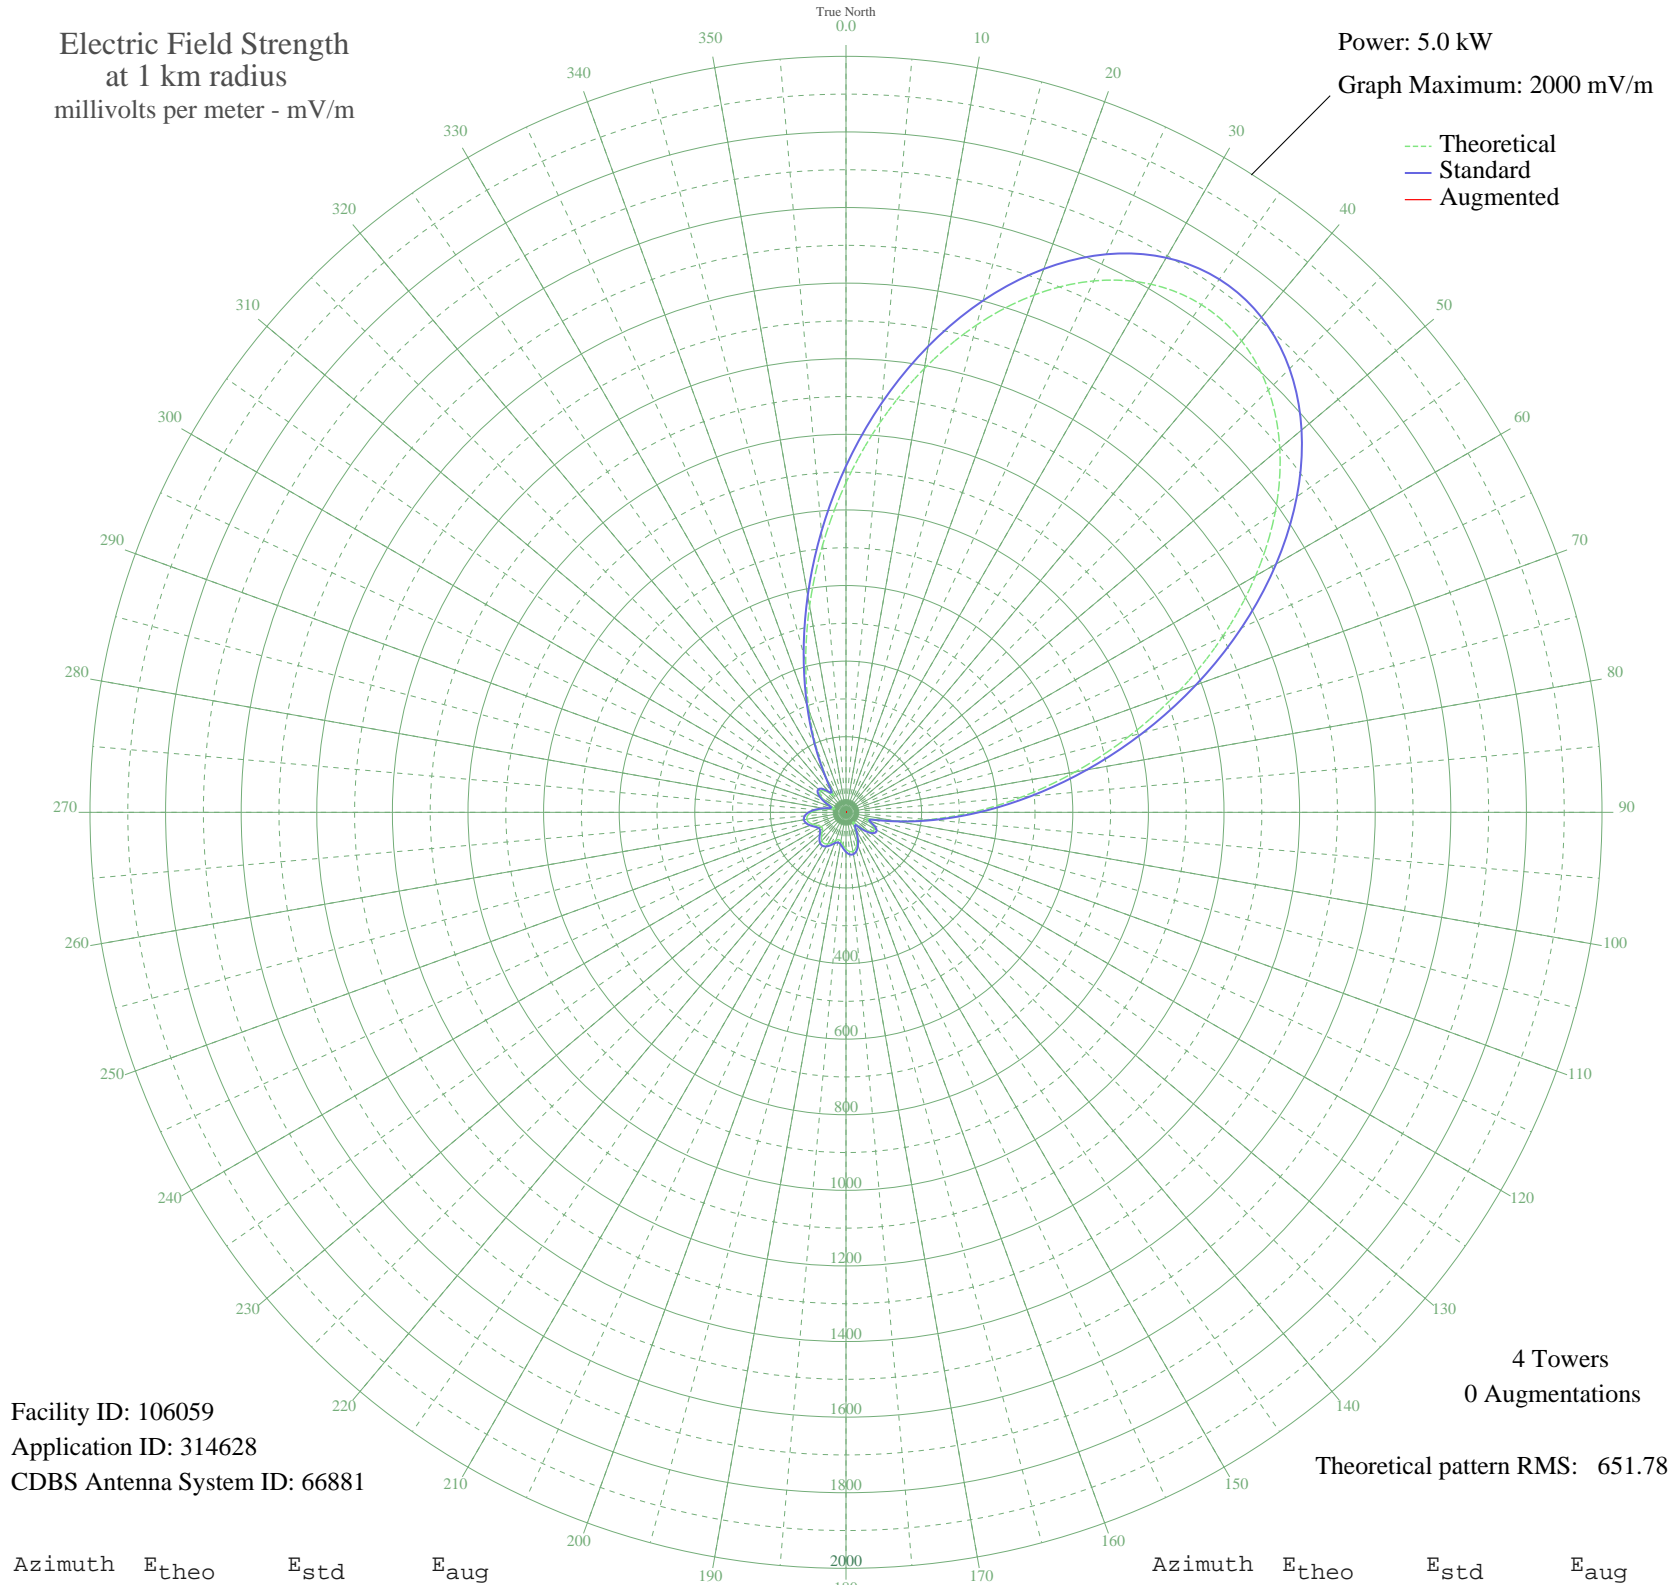 True North
0.0
Electric Field Strength
at 1 km radius
millivolts per meter - mV/m
Power: 5.0 kW
Graph Maximum: 2000 mV/m
Theoretical
Standard
Augmented
10
20
30
40
50
60
70
80
90
100
110
120
130
140
150
160
170
190
200
210
220
230
240
250
260
270
280
290
300
310
320
330
340
350
400
600
800
1000
1200
1400
1600
1800
2000
180
4 Towers
0 Augmentations
Theoretical pattern RMS: 651.78
Facility ID: 106059
Application ID: 314628
CDBS Antenna System ID: 66881
Azimuth Etheo Estd Eaug
Azimuth Etheo Estd Eaug